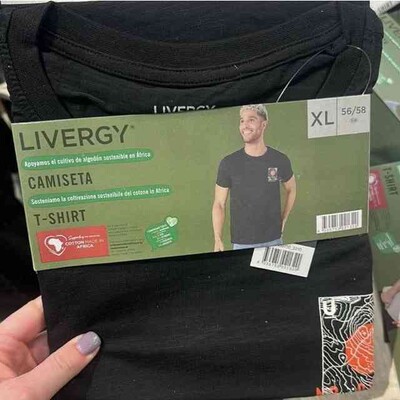 LIVERGY
LIVERGY®
Apoyamos el cultivo de algodón sostenible en África
CAMISETA
Sosteniamo la coltivazione sostenibile del cotone in Africa
T-SHIRT
COTTON MADE IN
AFRICA
XL
56/58